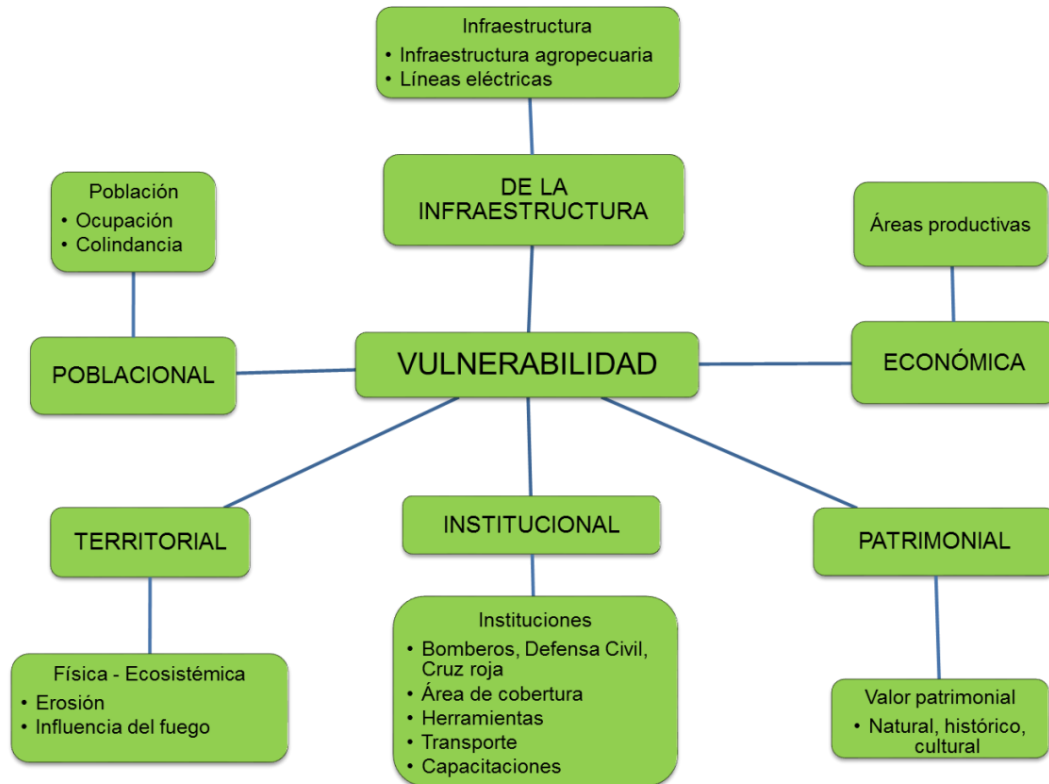 Infraestructura
• Infraestructura agropecuaria
• Líneas eléctricas
DE LA
INFRAESTRUCTURA
Población
• Ocupación
• Colindancia
POBLACIONAL
VULNERABILIDAD
Áreas productivas
ECONÓMICA
TERRITORIAL
Física - Ecosistémica
• Erosión
• Influencia del fuego
INSTITUCIONAL
Instituciones
• Bomberos, Defensa Civil,
Cruz roja
• Área de cobertura
• Herramientas
• Transporte
• Capacitaciones
PATRIMONIAL
Valor patrimonial
• Natural, histórico,
cultural